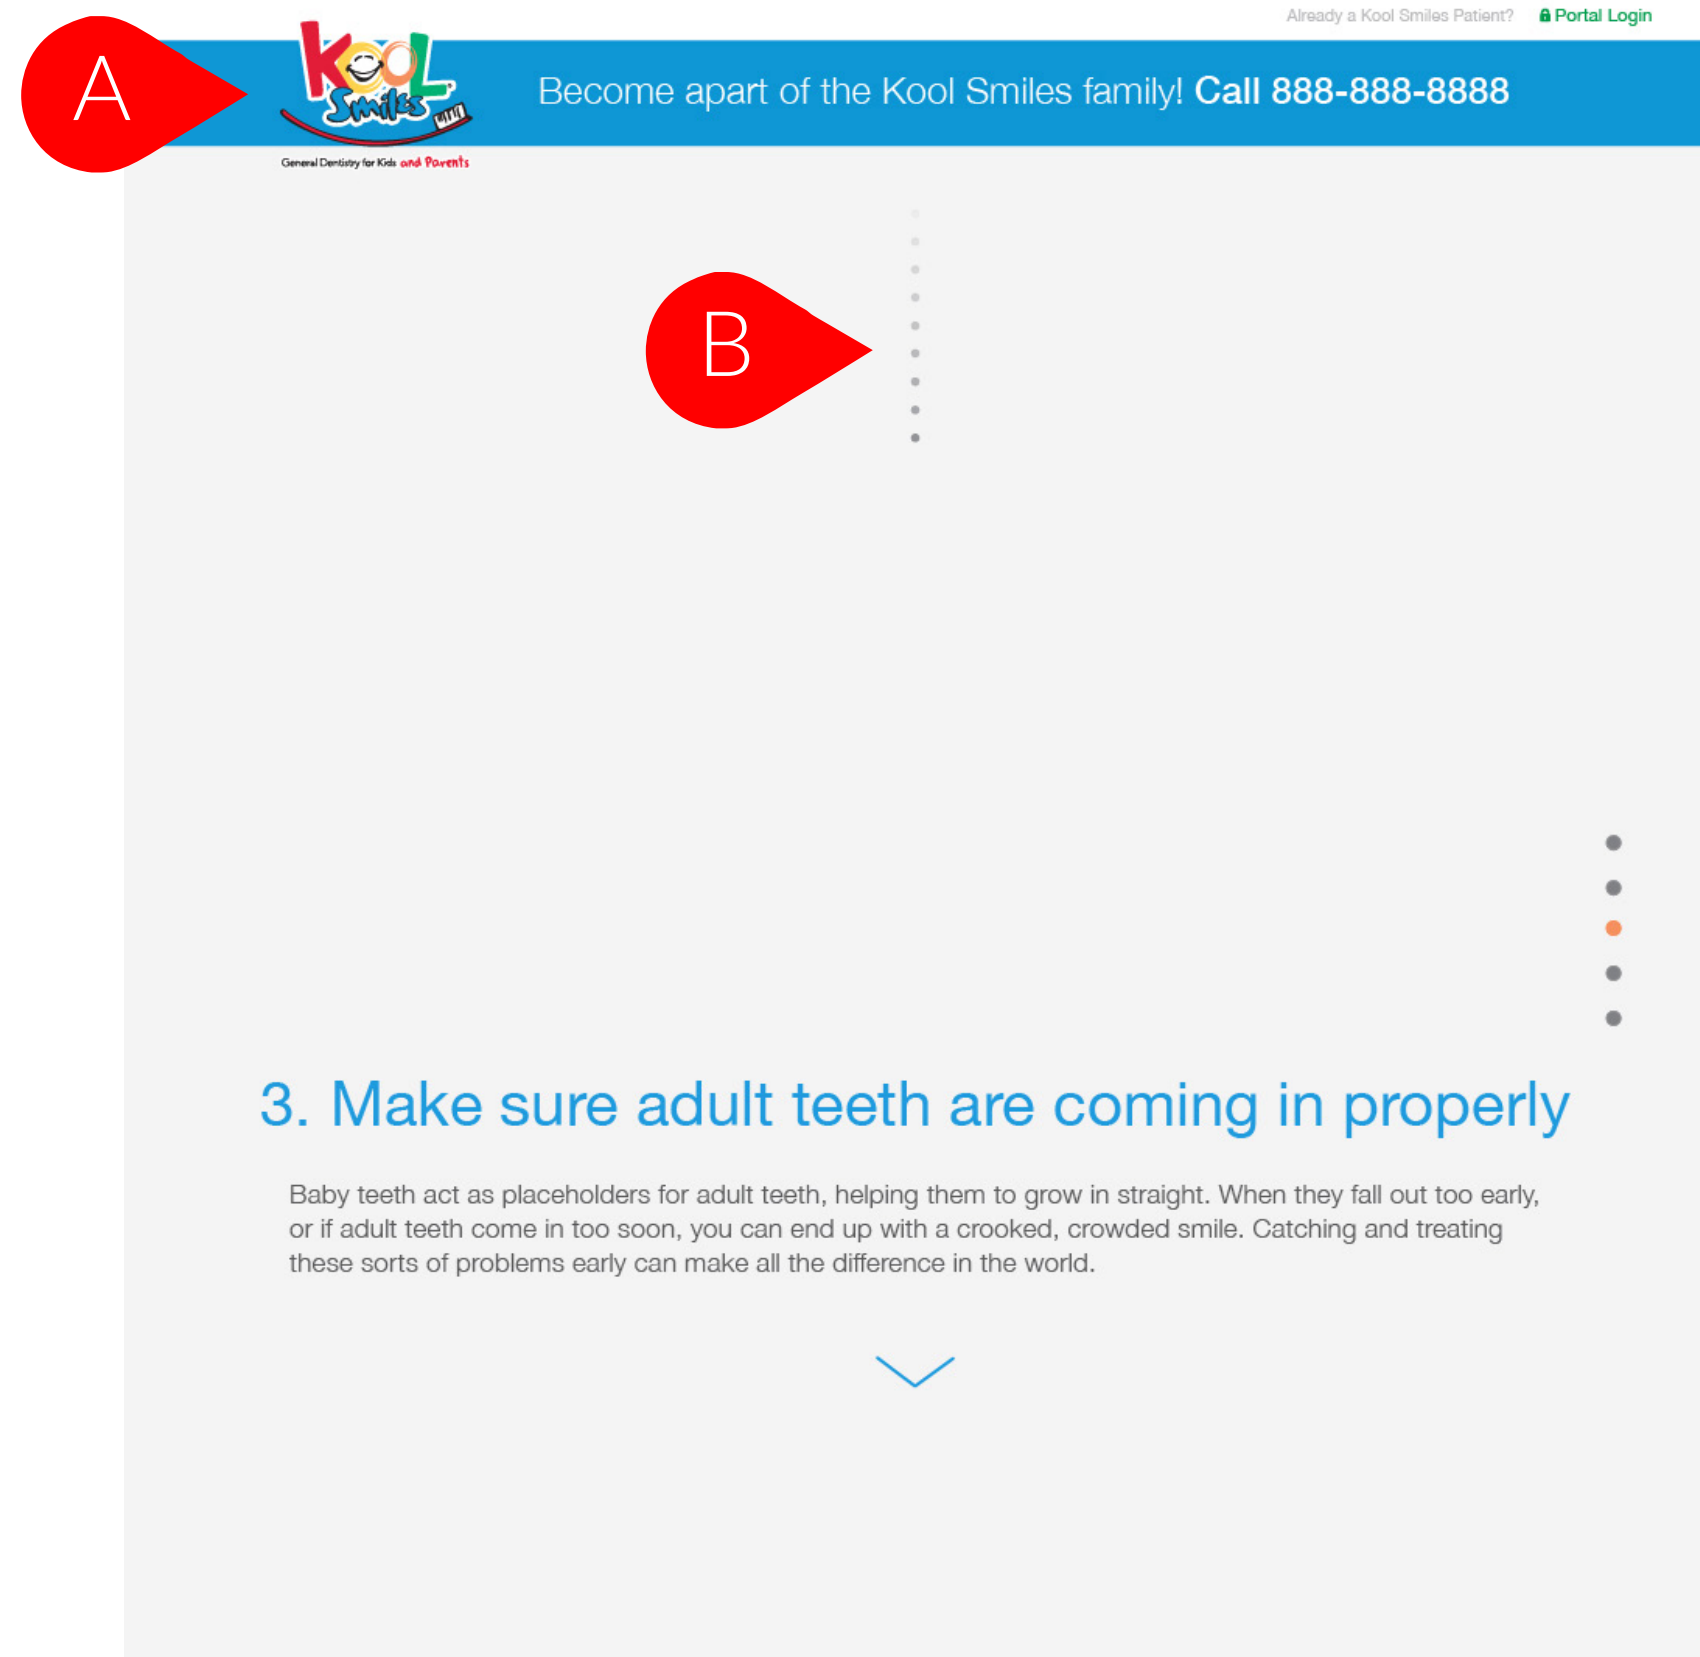 Already a Kool Smiles Patient? Portal Login
A
KOOL
Smiles
Become apart of the Kool Smiles family! Call 888-888-8888
General Dentistry for Kids and Parents
B
3. Make sure adult teeth are coming in properly
Baby teeth act as placeholders for adult teeth, helping them to grow in straight. When they fall out too early,
or if adult teeth come in too soon, you can end up with a crooked, crowded smile. Catching and treating
these sorts of problems early can make all the difference in the world.